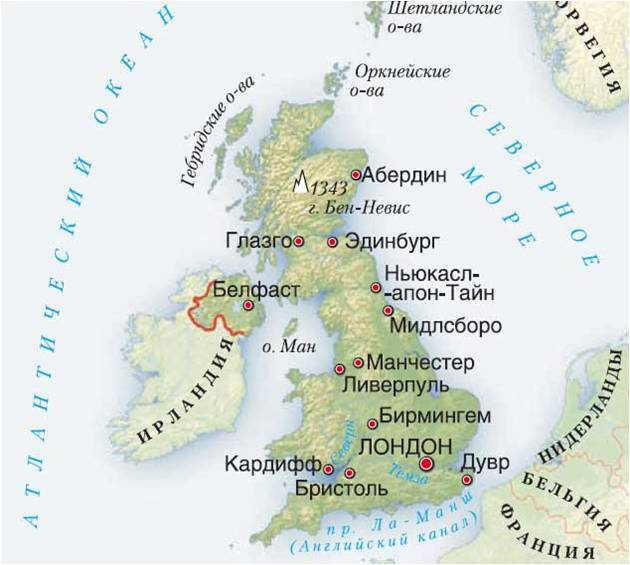 Шетландские
о-ва
НОРВЕГИЯ
Оркнейские
о-ва
АТЛАНТИЧЕСКИЙ ОКЕАН
Гебридские о-ва
СЕВЕРНОЕ
МОРЕ
Абердин
1343
г. Бен-Невис
Глазго
Эдинбург
Ньюкасл-
-апон-Тайн
Белфаст
Мидлсборо
о. Ман
ИРЛАНДИЯ
Манчестер
Ливерпуль
НИДЕРЛАНДЫ
Бирмингем
Северн
ЛОНДОН
Кардифф
Темза
Дувр
Бристоль
БЕЛЬГИЯ
пр. Ла-Манш
(Английский канал)
ФРАНЦИЯ